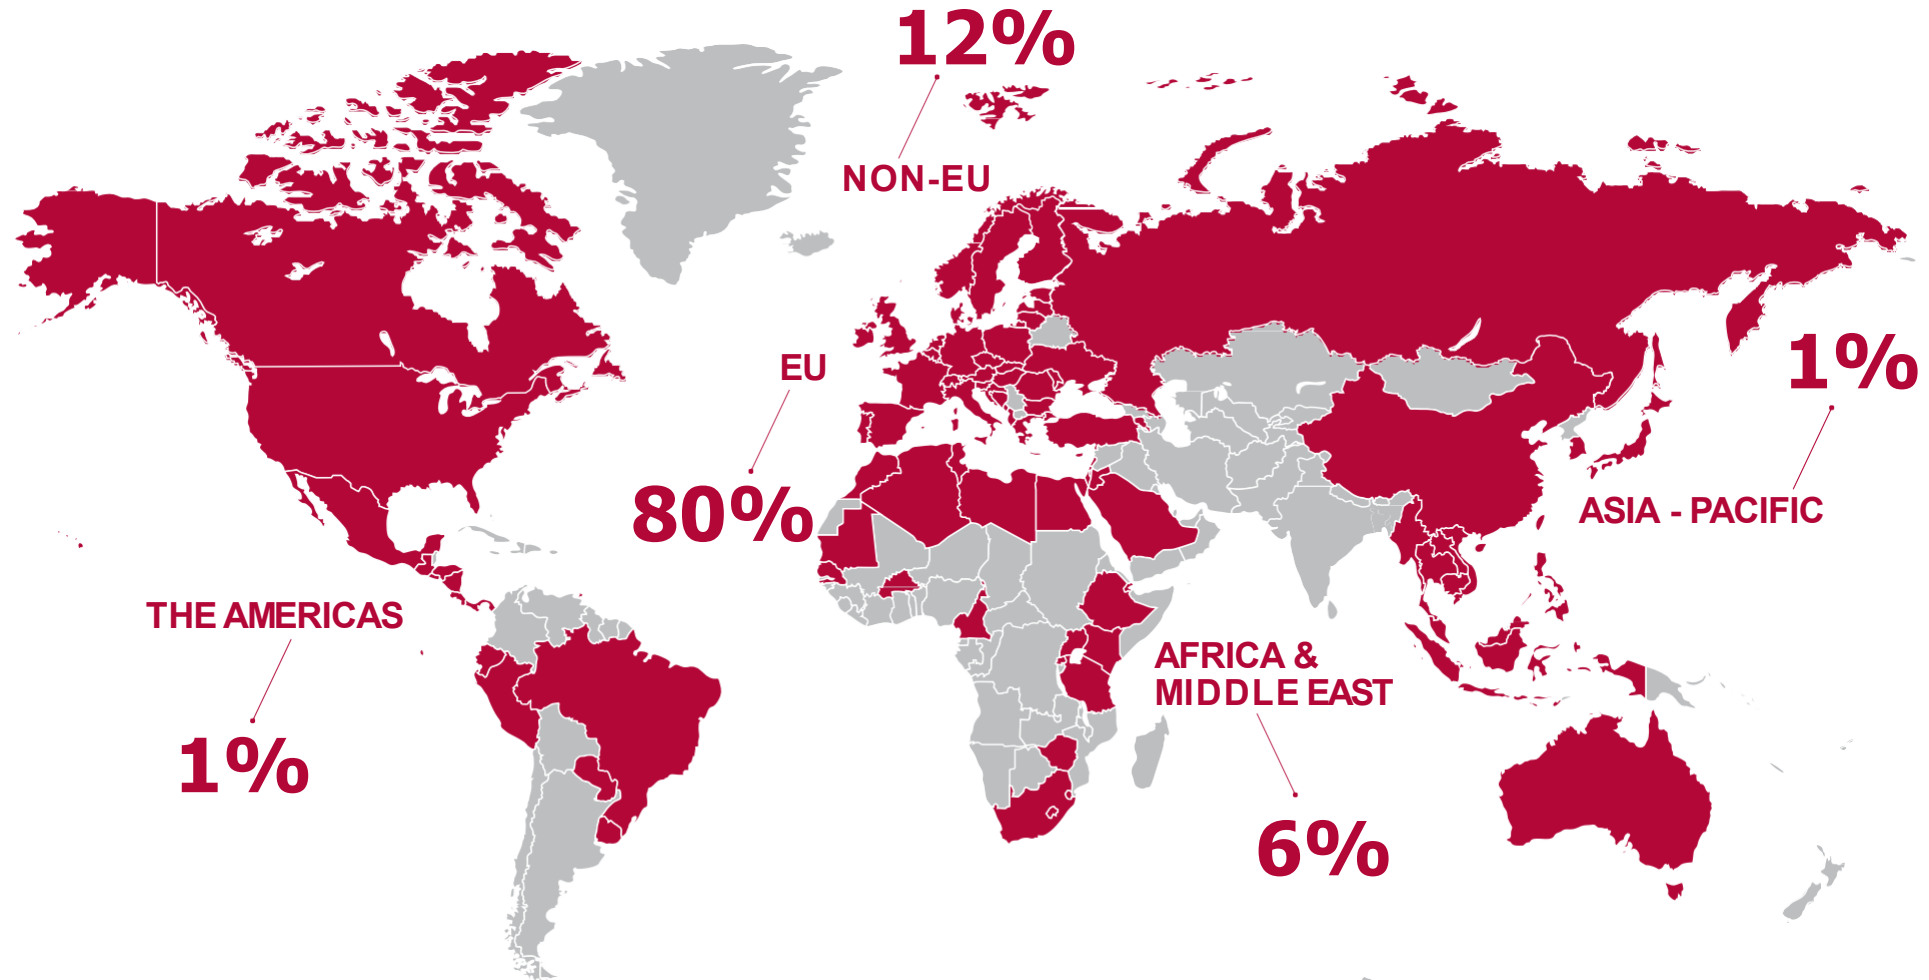 12%
NON-EU
EU
80%
1%
ASIA - PACIFIC
THE AMERICAS
1%
AFRICA &
MIDDLE EAST
6%